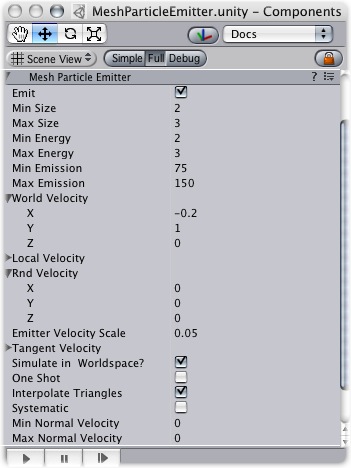 MeshParticleEmitter.unity – Components
Docs
Scene View Simple Full Debug
Mesh Particle Emitter ?
Emit
Min Size 2
Max Size 3
Min Energy 2
Max Energy 3
Min Emission 75
Max Emission 150
World Velocity
X -0.2
Y 1
Z 0
Local Velocity
Rnd Velocity
X 0
Y 0
Z 0
Emitter Velocity Scale 0.05
Tangent Velocity
Simulate in Worldspace?
One Shot
Interpolate Triangles
Systematic
Min Normal Velocity 0
Max Normal Velocity 0